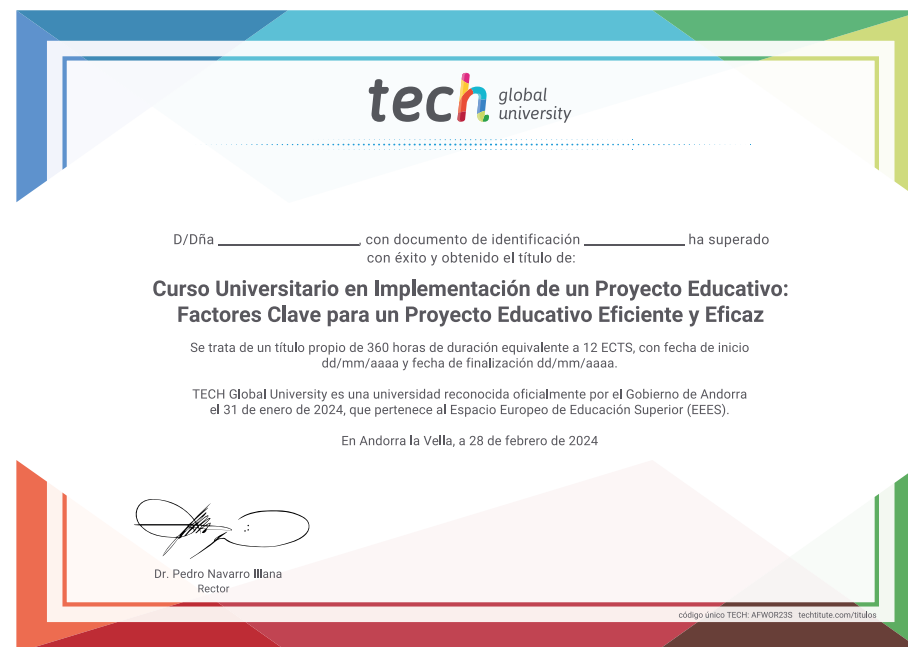 tech global university
D/Dña ____________________, con documento de identificación ______________ ha superado
con éxito y obtenido el título de:
Curso Universitario en Implementación de un Proyecto Educativo:
Factores Clave para un Proyecto Educativo Eficiente y Eficaz
Se trata de un título propio de 360 horas de duración equivalente a 12 ECTS, con fecha de inicio
dd/mm/aaaa y fecha de finalización dd/mm/aaaa.
TECH Global University es una universidad reconocida oficialmente por el Gobierno de Andorra
el 31 de enero de 2024, que pertenece al Espacio Europeo de Educación Superior (EEES).
En Andorra la Vella, a 28 de febrero de 2024
Dr. Pedro Navarro Illana
Rector
código único TECH: AFWOR23S techtitute.com/titulos